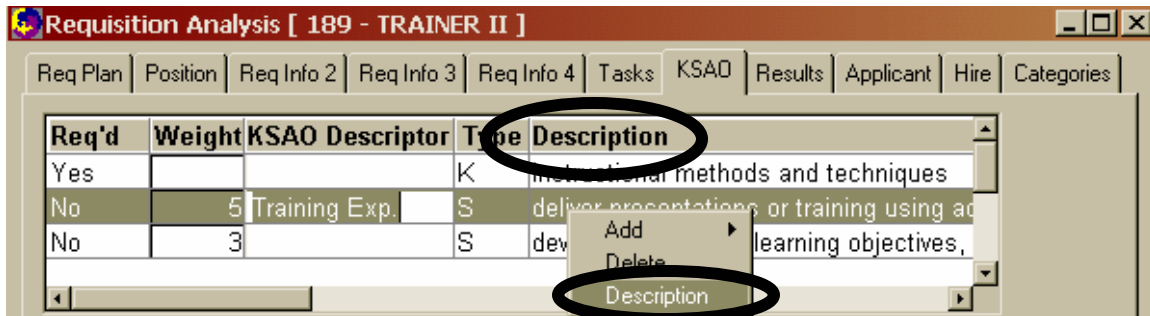 Requisition Analysis [ 189 - TRAINER II ]
Req Plan Position Req Info 2 Req Info 3 Req Info 4 Tasks KSAO Results Applicant Hire Categories
Req'd Weight KSAO Descriptor Type Description
Yes K instructional methods and techniques
No 5 Training Exp. S deliver presentations or training using ad
No 3 S dev learning objectives,
Add
Delete
Description